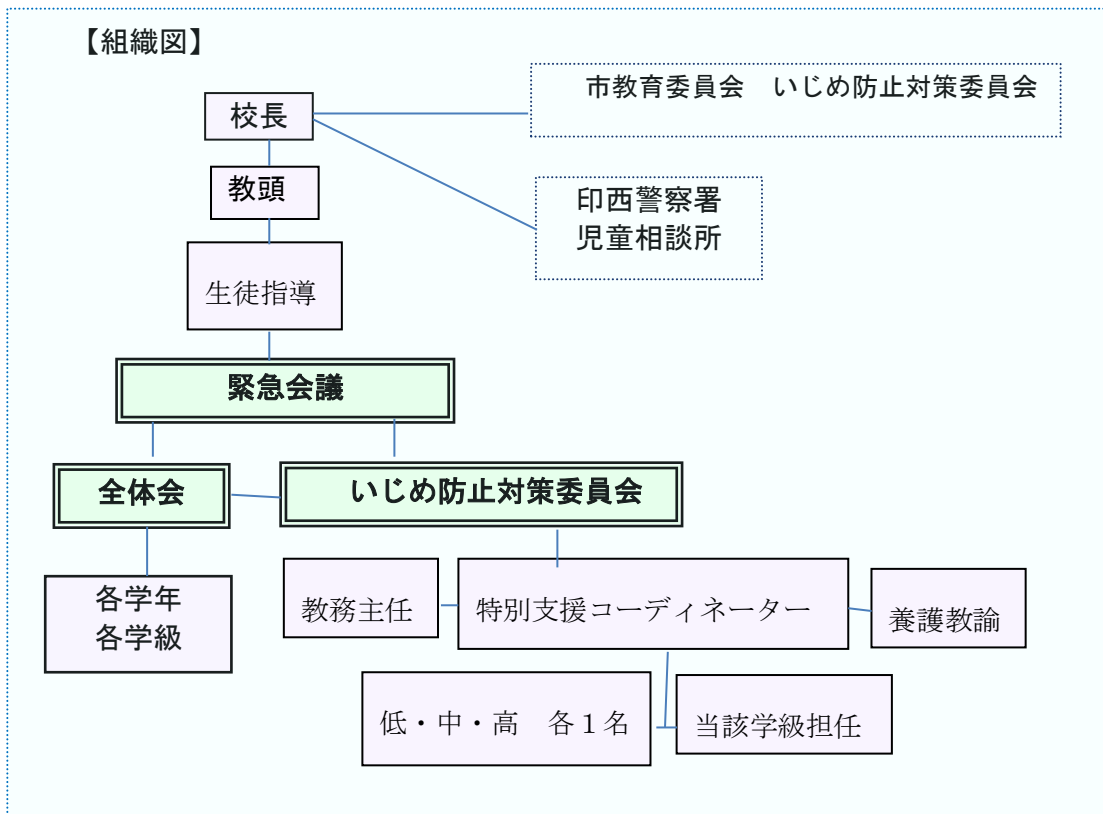 【組織図】
市教育委員会　いじめ防止対策委員会
校長
教頭
印西警察署
児童相談所
生徒指導
緊急会議
全体会
いじめ防止対策委員会
各学年
各学級
教務主任
特別支援コーディネーター
養護教諭
低・中・高　各１名
当該学級担任